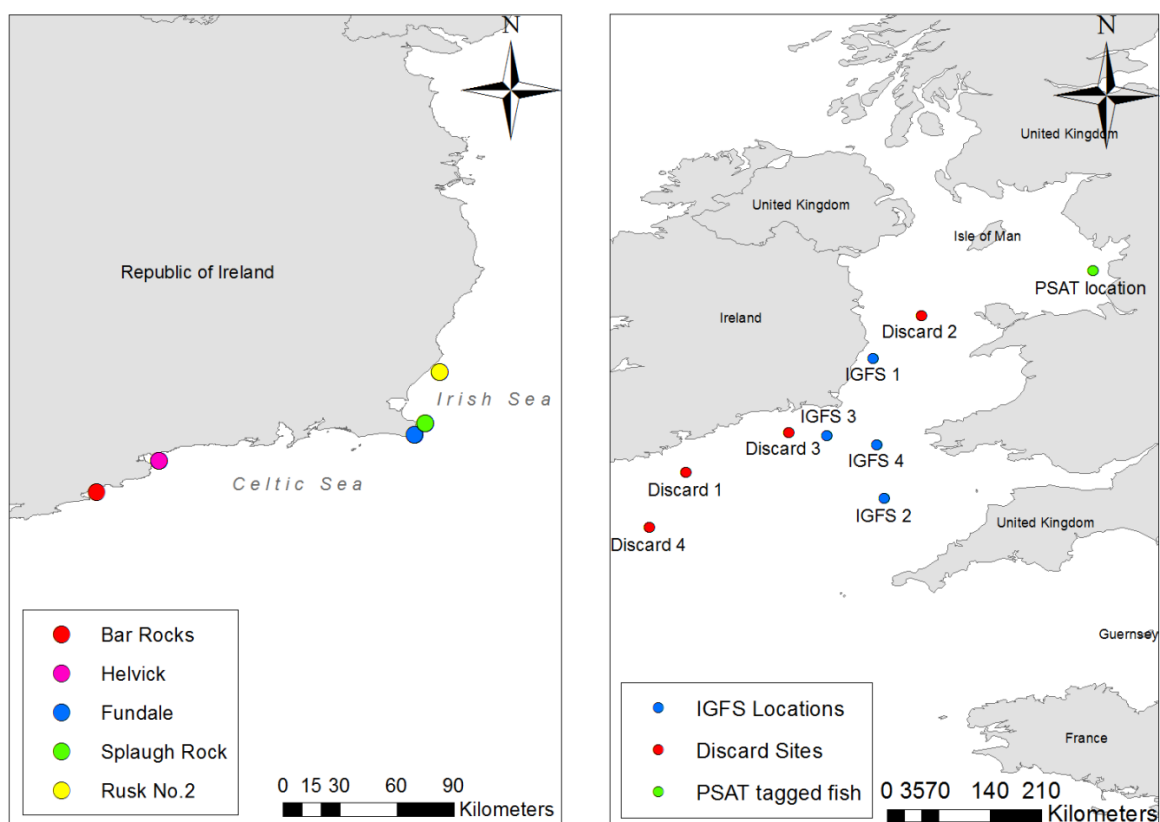 N
Republic of Ireland
Irish Sea
Celtic Sea
Bar Rocks
Helvick
Fundale
Splaugh Rock
Rusk No.2
0 15 30 60 90
Kilometers
N
United Kingdom
United Kingdom
Isle of Man
PSAT location
Ireland
Discard 2
IGFS 1
IGFS 3
Discard 3
IGFS 4
Discard 1
IGFS 2
United Kingdom
Discard 4
Guernsey
IGFS Locations
Discard Sites
PSAT tagged fish
France
0 35 70 140 210
Kilometers